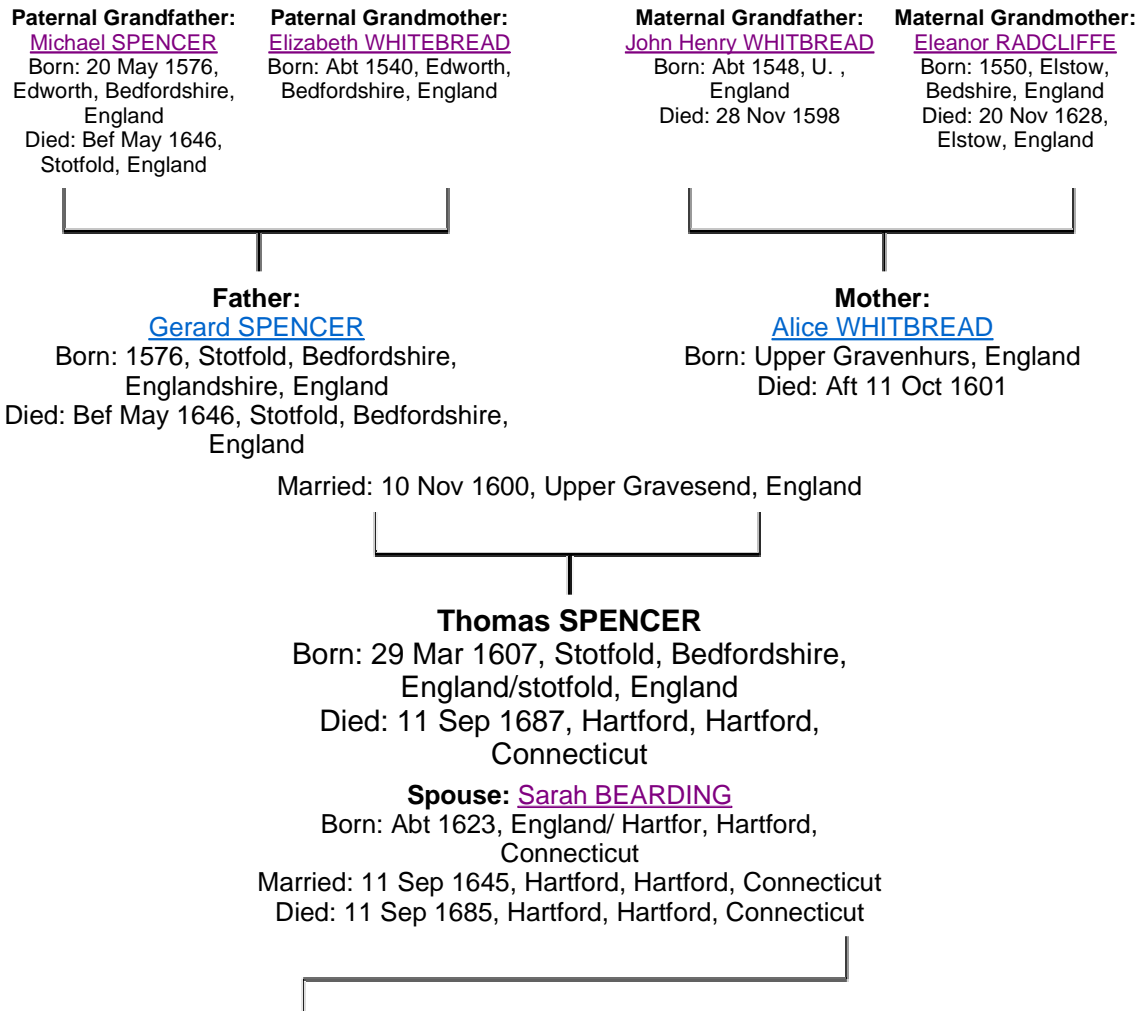 Paternal Grandfather:
Michael SPENCER
Born: 20 May 1576,
Edworth, Bedfordshire,
England
Died: Bef May 1646,
Stotfold, England
Paternal Grandmother:
Elizabeth WHITEBREAD
Born: Abt 1540, Edworth,
Bedfordshire, England
Maternal Grandfather:
John Henry WHITBREAD
Born: Abt 1548, U. ,
England
Died: 28 Nov 1598
Maternal Grandmother:
Eleanor RADCLIFFE
Born: 1550, Elstow,
Bedshire, England
Died: 20 Nov 1628,
Elstow, England
Father:
Gerard SPENCER
Born: 1576, Stotfold, Bedfordshire,
Englandshire, England
Died: Bef May 1646, Stotfold, Bedfordshire,
England
Mother:
Alice WHITBREAD
Born: Upper Gravenhurs, England
Died: Aft 11 Oct 1601
Married: 10 Nov 1600, Upper Gravesend, England
Thomas SPENCER
Born: 29 Mar 1607, Stotfold, Bedfordshire,
England/stotfold, England
Died: 11 Sep 1687, Hartford, Hartford,
Connecticut
Spouse: Sarah BEARDING
Born: Abt 1623, England/ Hartfor, Hartford,
Connecticut
Married: 11 Sep 1645, Hartford, Hartford, Connecticut
Died: 11 Sep 1685, Hartford, Hartford, Connecticut